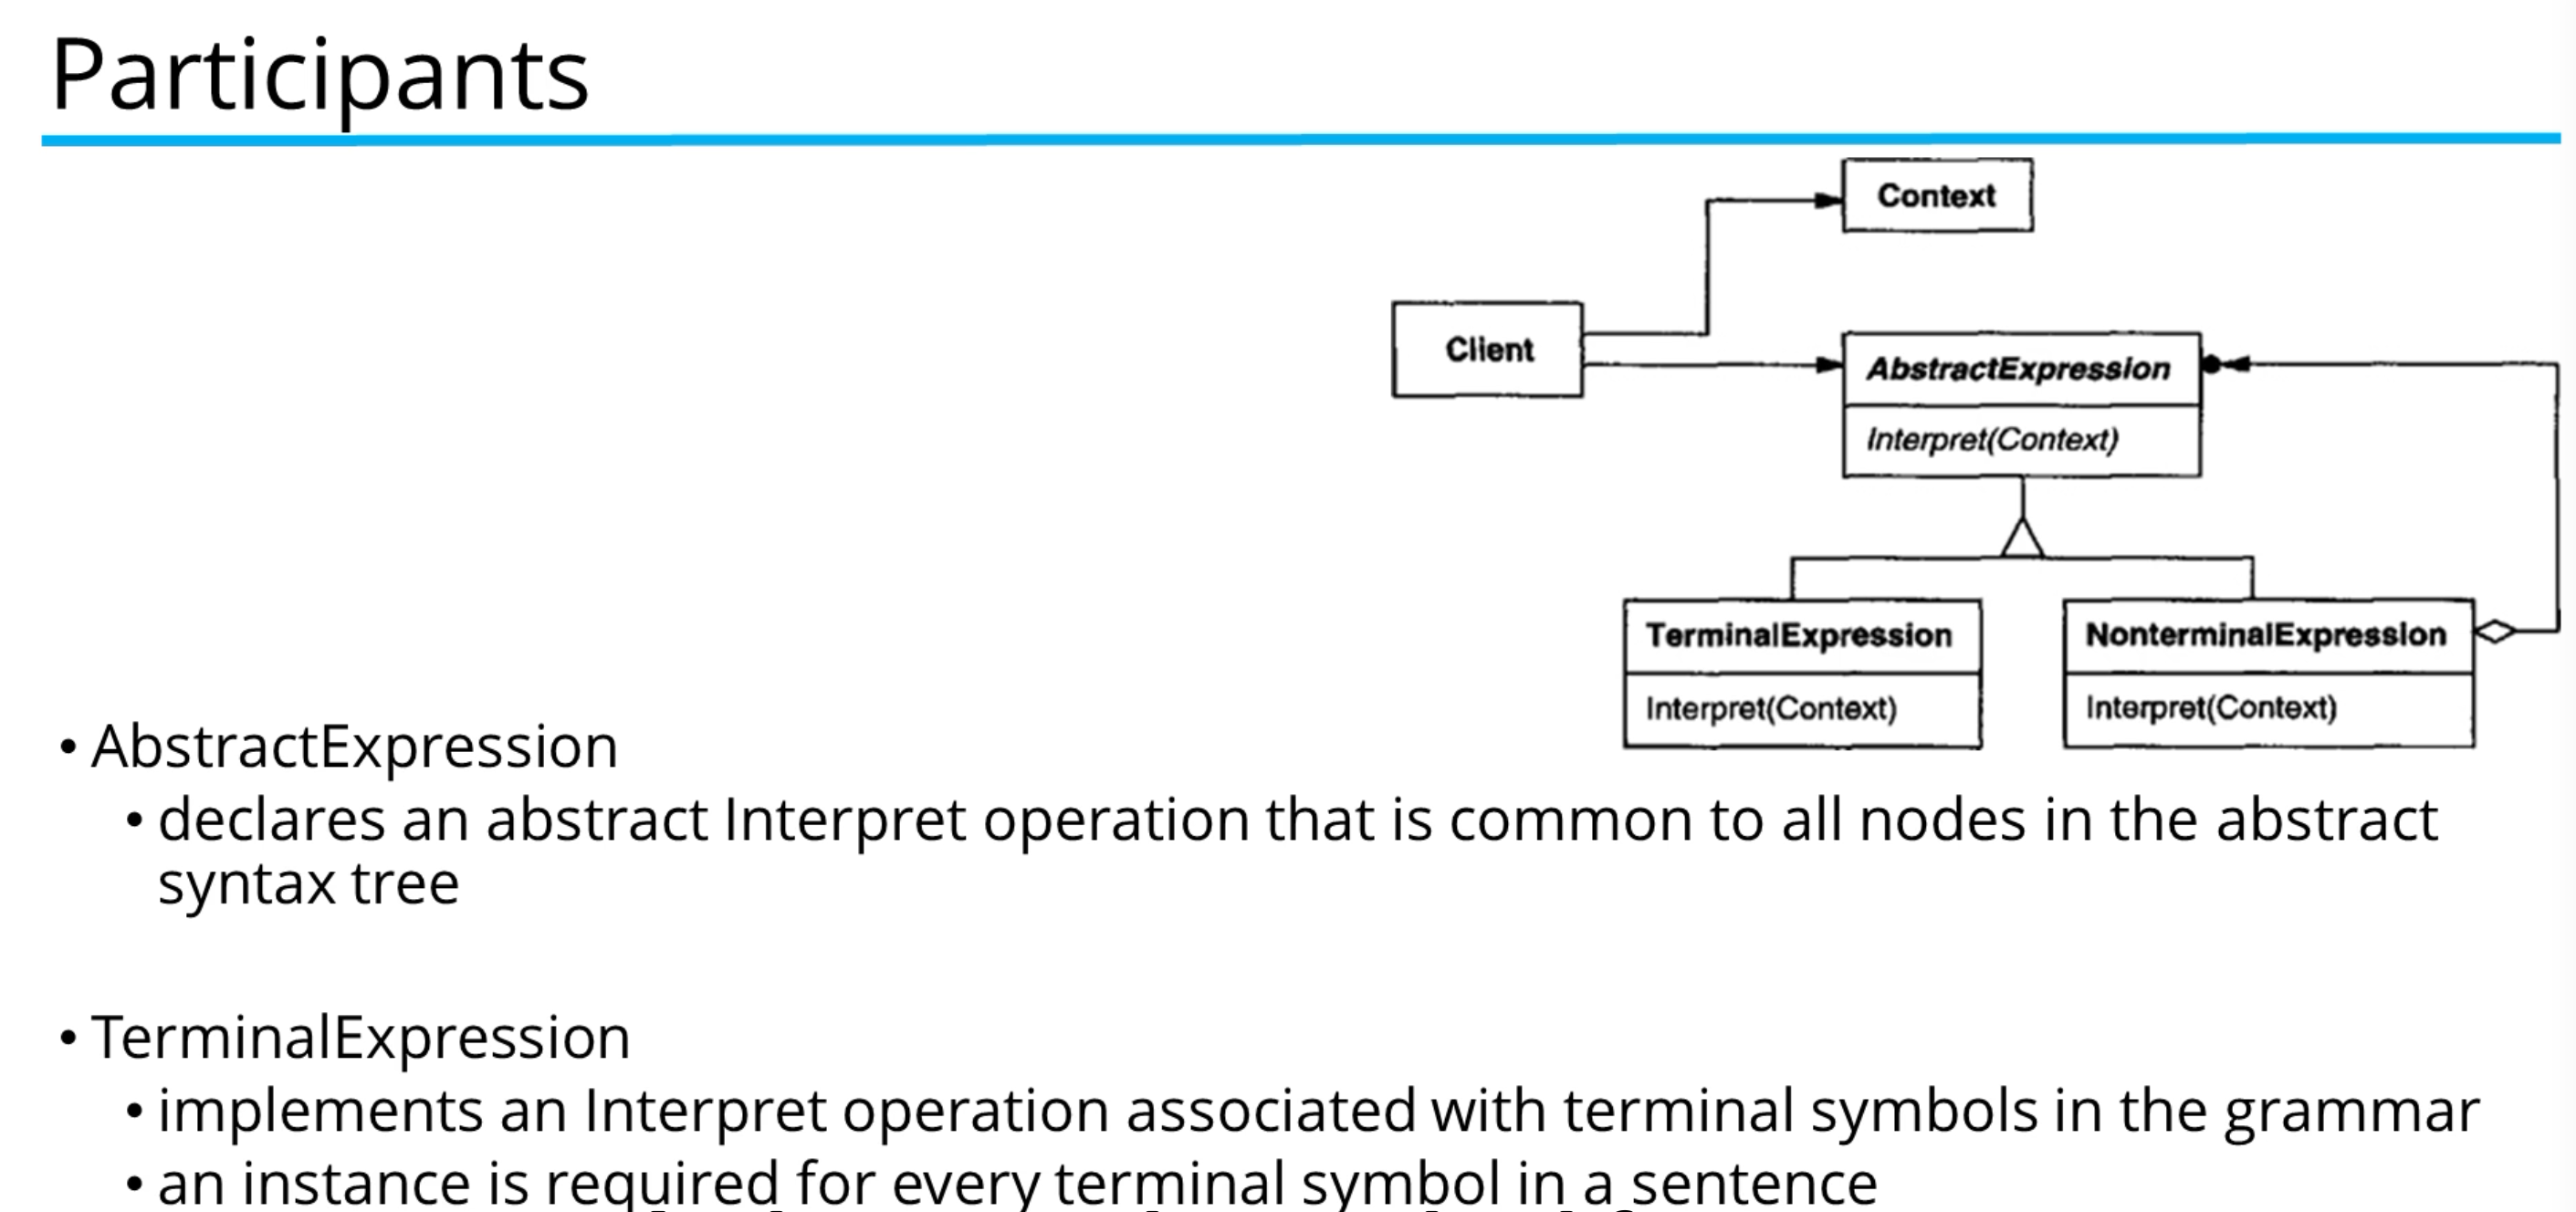 Participants
Context
Client
AbstractExpression
Interpret(Context)
TerminalExpression
Interpret(Context)
NonterminalExpression
Interpret(Context)
• AbstractExpression
• declares an abstract Interpret operation that is common to all nodes in the abstract
syntax tree
• TerminalExpression
• implements an Interpret operation associated with terminal symbols in the grammar
• an instance is required for every terminal symbol in a sentence